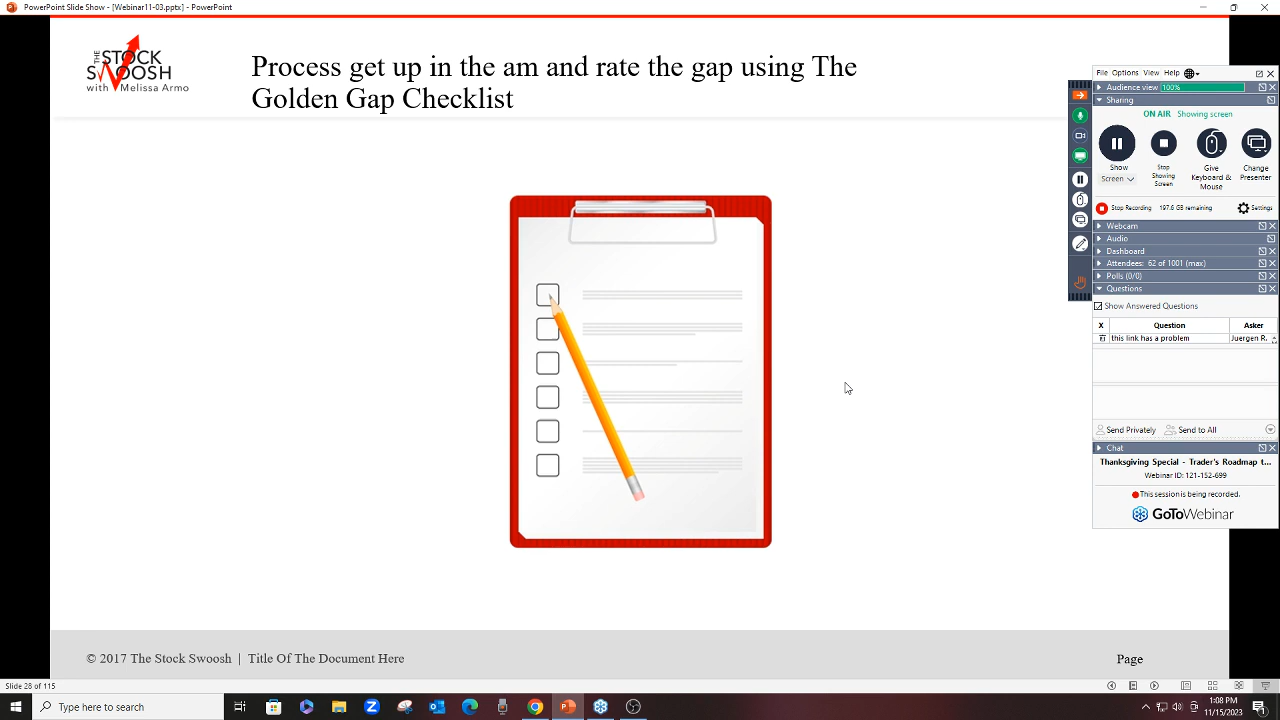 PowerPoint Slide Show - [Webinar11-03.pptx] - PowerPoint
THE STOCK
SWOOSH
with Melissa Armo
Process get up in the am and rate the gap using The
Golden Gap Checklist
© 2017 The Stock Swoosh | Title Of The Document Here
Page
Slide 28 of 115
File Options View Help
Audience view 100%
Sharing
ON AIR Showing screen
Show
Screen
Stop
Showing
Screen
Give
Keyboard &
Mouse
Change
Presenter
Stop Recording 197.6 GB remaining
Settings
Webcam
Audio
Dashboard
Attendees: 62 of 1001 (max)
Polls (0/0)
Questions
Show Answered Questions
X Question Asker
this link has a problem Juergen R.
Send Privately Send to All
Chat
Thanksgiving Special - Trader's Roadmap t...
Webinar ID: 121-152-699
This session is being recorded.
GoToWebinar
Type here to search
1:08 PM
11/15/2023